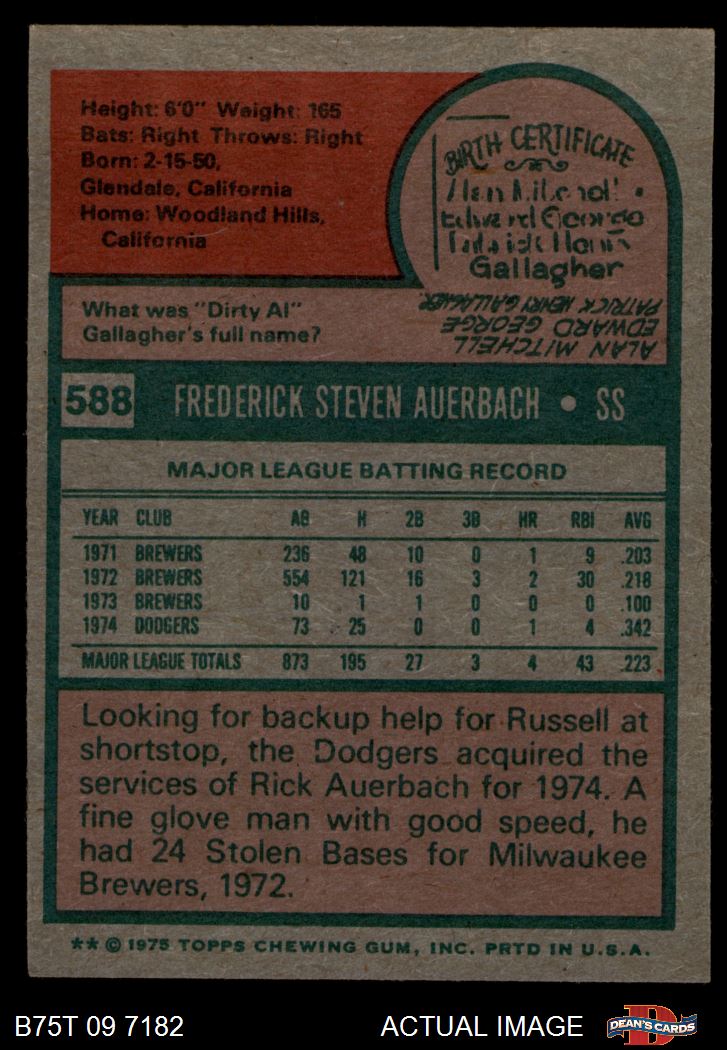 Height: 6'0" Weight: 165
Bats: Right Throws: Right
Born: 2-15-50,
Glendale, California
Home: Woodland Hills,
California
BIRTH CERTIFICATE
Gallagher
What was "Dirty Al"
Gallagher's full name?
ALAN MITCHELL
EDWARD GEORGE
PATRICK HENRY GALLAGHER
588 FREDERICK STEVEN AUERBACH • SS
MAJOR LEAGUE BATTING RECORD
YEAR CLUB AB H 2B 3B HR RBI AVG
1971 BREWERS 236 48 10 0 1 9 .203
1972 BREWERS 554 121 16 3 2 30 .218
1973 BREWERS 10 1 1 0 0 0 .100
1974 DODGERS 73 25 0 0 1 4 .342
MAJOR LEAGUE TOTALS 873 195 27 3 4 43 .223
Looking for backup help for Russell at
shortstop, the Dodgers acquired the
services of Rick Auerbach for 1974. A
fine glove man with good speed, he
had 24 Stolen Bases for Milwaukee
Brewers, 1972.
** © 1975 TOPPS CHEWING GUM, INC. PRTD IN U.S.A.
B75T 09 7182 ACTUAL IMAGE DEAN'S CARDS